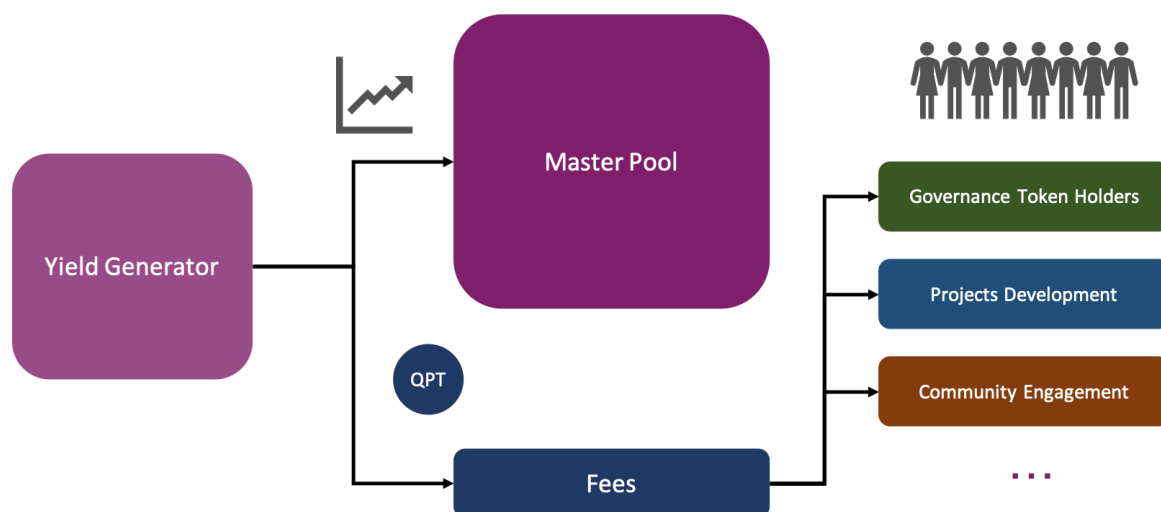 Master Pool
Yield Generator
Governance Token Holders
Projects Development
QPT
Community Engagement
Fees
...